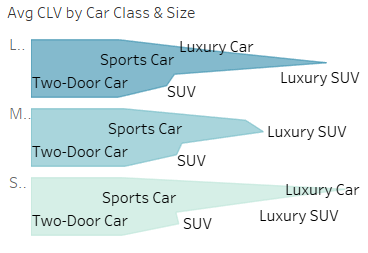 Avg CLV by Car Class & Size
L..
Luxury Car
Sports Car
Luxury SUV
Two-Door Car
SUV
M..
Sports Car
Luxury SUV
Two-Door Car
SUV
S..
Luxury Car
Sports Car
Luxury SUV
Two-Door Car
SUV